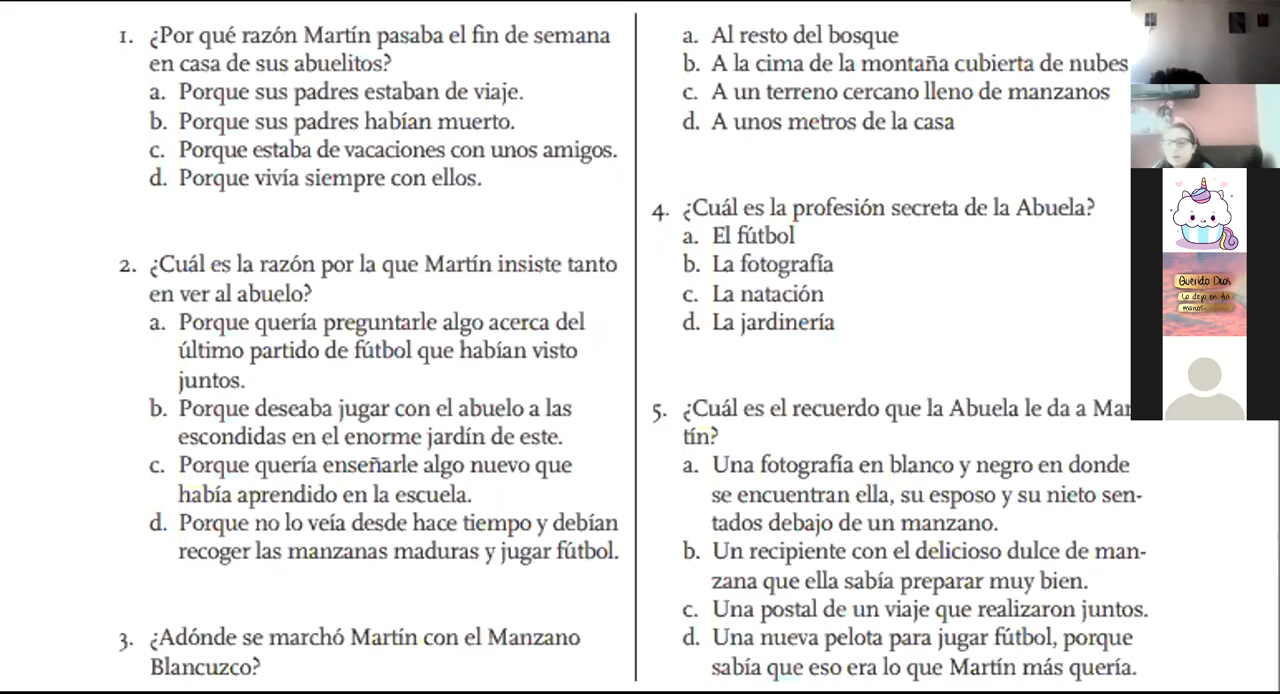 1. ¿Por qué razón Martín pasaba el fin de semana
en casa de sus abuelitos?
a. Porque sus padres estaban de viaje.
b. Porque sus padres habían muerto.
c. Porque estaba de vacaciones con unos amigos.
d. Porque vivía siempre con ellos.
2. ¿Cuál es la razón por la que Martín insiste tanto
en ver al abuelo?
a. Porque quería preguntarle algo acerca del
último partido de fútbol que habían visto
juntos.
b. Porque deseaba jugar con el abuelo a las
escondidas en el enorme jardín de este.
c. Porque quería enseñarle algo nuevo que
había aprendido en la escuela.
d. Porque no lo veía desde hace tiempo y debían
recoger las manzanas maduras y jugar fútbol.
3. ¿Adónde se marchó Martín con el Manzano
Blancuzco?
a. Al resto del bosque
b. A la cima de la montaña cubierta de nubes
c. A un terreno cercano lleno de manzanos
d. A unos metros de la casa
4. ¿Cuál es la profesión secreta de la Abuela?
a. El fútbol
b. La fotografía
c. La natación
d. La jardinería
5. ¿Cuál es el recuerdo que la Abuela le da a Mar
tín?
a. Una fotografía en blanco y negro en donde
se encuentran ella, su esposo y su nieto sen-
tados debajo de un manzano.
b. Un recipiente con el delicioso dulce de man-
zana que ella sabía preparar muy bien.
c. Una postal de un viaje que realizaron juntos.
d. Una nueva pelota para jugar fútbol, porque
sabía que eso era lo que Martín más quería.
Querido Dios
Lo dejo en tus
manos.